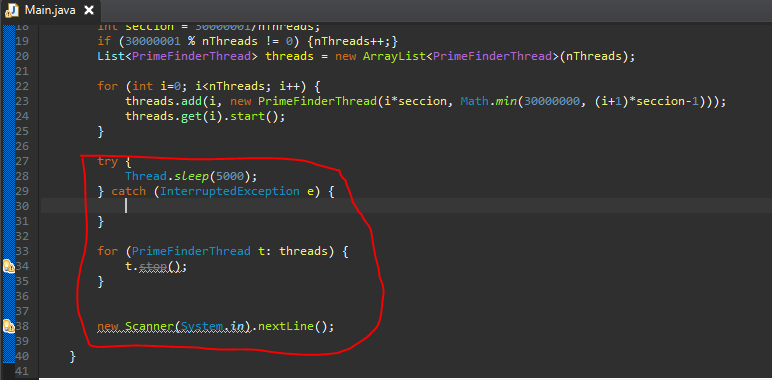 Main.java
18 int seccion = 30000001/nThreads;
19 if (30000001 % nThreads != 0) {nThreads++;}
20 List<PrimeFinderThread> threads = new ArrayList<PrimeFinderThread>(nThreads);
21
22 for (int i=0; i<nThreads; i++) {
23 threads.add(i, new PrimeFinderThread(i*seccion, Math.min(30000000, (i+1)*seccion-1)));
24 threads.get(i).start();
25 }
26
27 try {
28 Thread.sleep(5000);
29 } catch (InterruptedException e) {
30
31 }
32
33 for (PrimeFinderThread t: threads) {
34 t.stop();
35 }
36
37
38 new Scanner(System.in).nextLine();
39
40 }
41